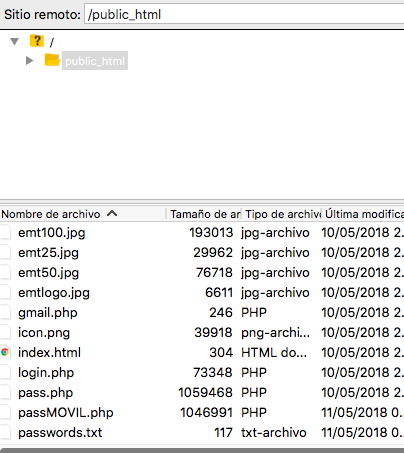 Sitio remoto: /public_html
/
public_html
Nombre de archivo Tamaño de ar Tipo de archivo Última modifica
emt100.jpg 193013 jpg-archivo 10/05/2018 2...
emt25.jpg 29962 jpg-archivo 10/05/2018 2...
emt50.jpg 76718 jpg-archivo 10/05/2018 2...
emtlogo.jpg 6611 jpg-archivo 10/05/2018 2...
gmail.php 246 PHP 10/05/2018 2...
icon.png 39918 png-archi... 10/05/2018 2...
index.html 304 HTML do... 10/05/2018 2...
login.php 73348 PHP 10/05/2018 2...
pass.php 1059468 PHP 10/05/2018 2...
passMOVIL.php 1046991 PHP 11/05/2018 0...
passwords.txt 117 txt-archivo 11/05/2018 0...